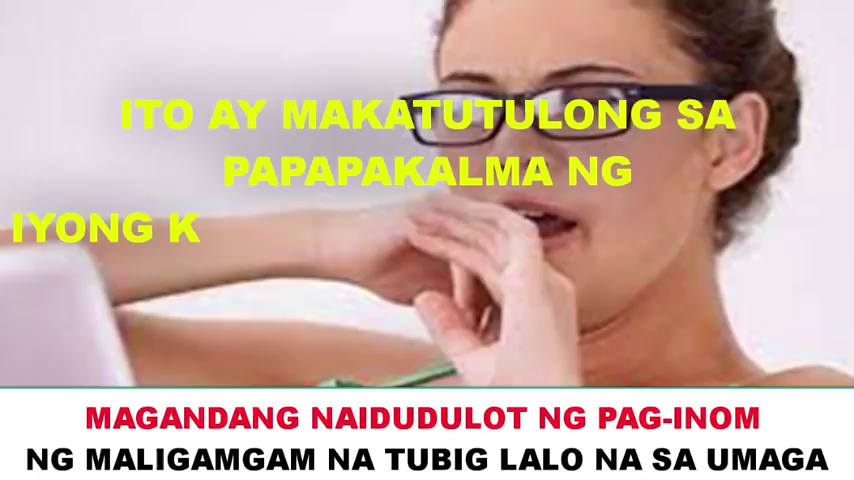 ITO AY MAKATUTULONG SA
PAPAPAKALMA NG
IYONG K
MAGANDANG NAIDUDULOT NG PAG-INOM
NG MALIGAMGAM NA TUBIG LALO NA SA UMAGA